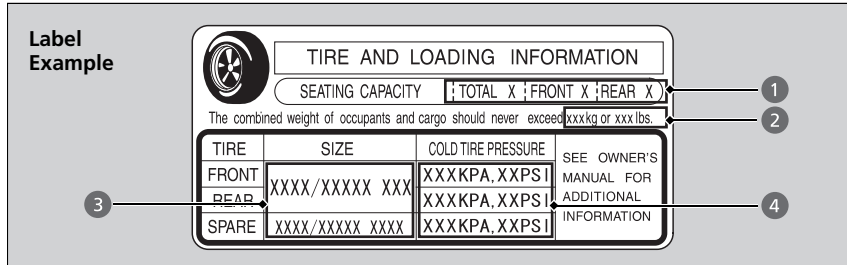 Label
Example
TIRE AND LOADING INFORMATION
SEATING CAPACITY TOTAL X FRONT X REAR X
1
The combined weight of occupants and cargo should never exceed xxxkg or xxx lbs.
2
TIRE SIZE COLD TIRE PRESSURE
FRONT
REAR
SPARE
XXXX/XXXXX XXX
XXXX/XXXXX XXXX
XXXKPA,XXPSI
XXXKPA,XXPSI
XXXKPA,XXPSI
SEE OWNER'S
MANUAL FOR
ADDITIONAL
INFORMATION
3
4